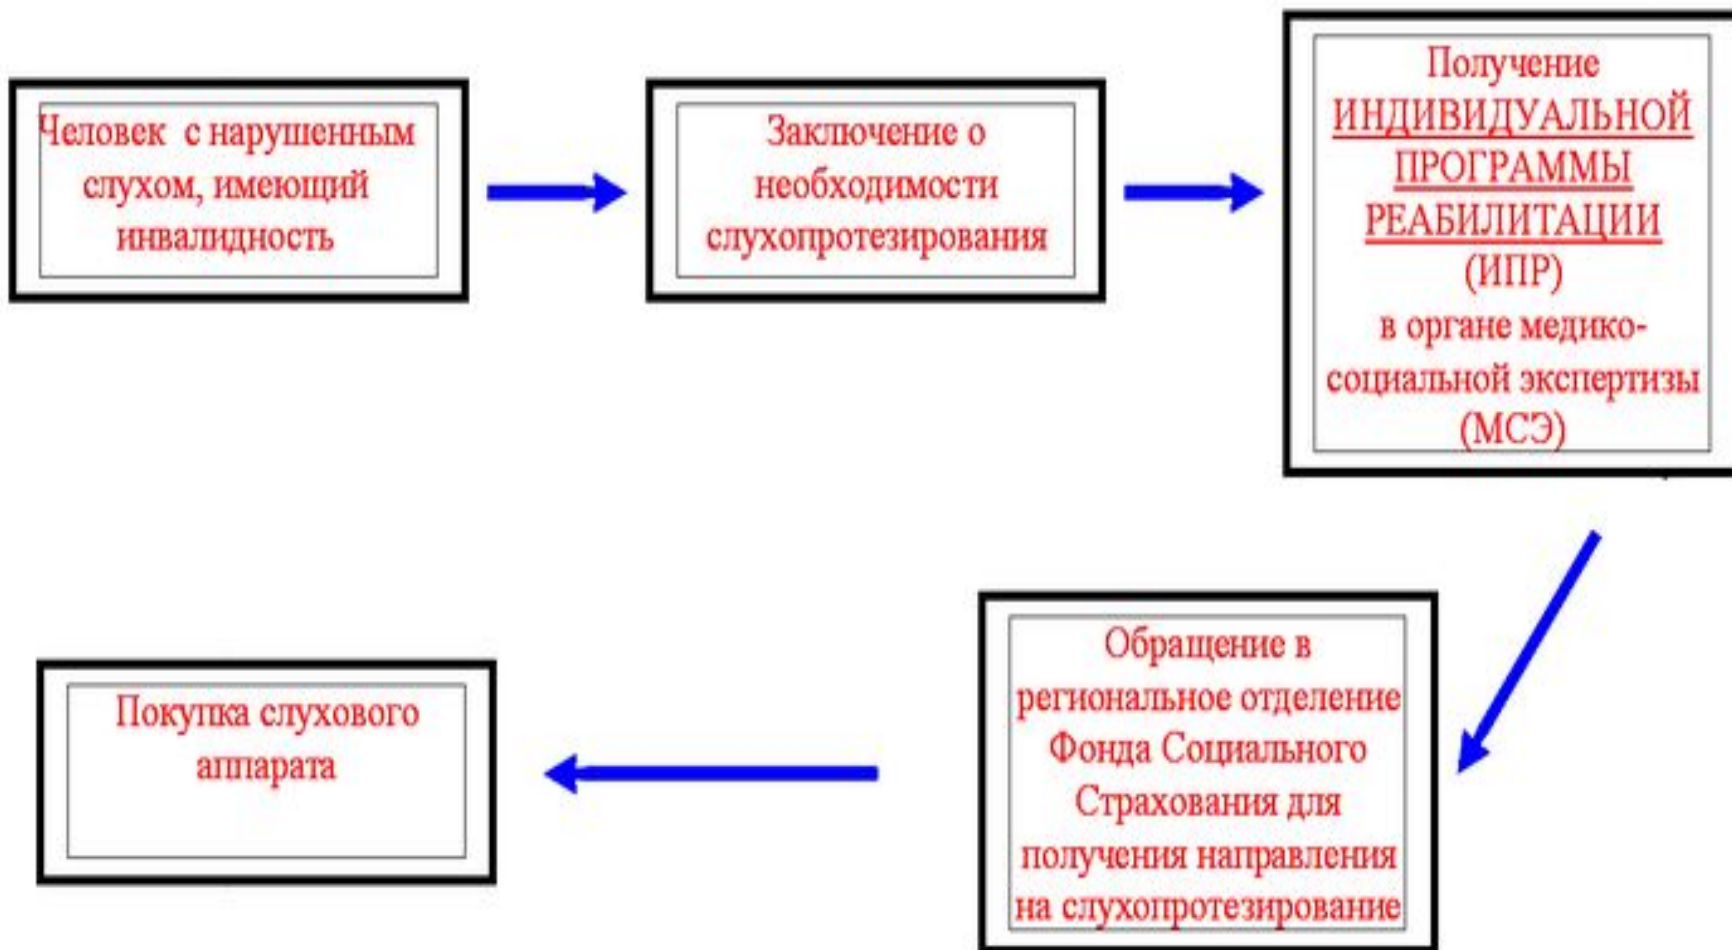 Человек с нарушенным
слухом, имеющий
инвалидность
Заключение о
необходимости
слухопротезирования
Получение
ИНДИВИДУАЛЬНОЙ
ПРОГРАММЫ
РЕАБИЛИТАЦИИ
(ИПР)
в органе медико-
социальной экспертизы
(МСЭ)
Обращение в
региональное отделение
Фонда Социального
Страхования для
получения направления
на слухопротезирование
Покупка слухового
аппарата